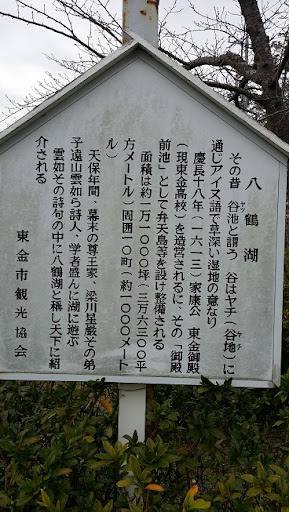 八鶴湖
その昔 谷池と謂う 谷はヤチ(谷地)に
ヤツ
ヤチ
通じアイヌ語で草深い湿地の意なり
慶長十八年(一六一三)家康公 東金御殿
(現東金高校)を造営されるに、その「御殿
前池」として弁天島等を設け整備される
面積は約一万一〇〇〇坪(三万六三〇〇平
方メートル)周囲一〇町(約一〇〇〇メート
ル)
天保年間、幕末の尊王家、梁川星巌その弟
子遠山雲如ら詩人・学者盛んに湖に遊ぶ
雲如その詩句の中に八鶴湖と称し天下に紹
介される
東金市観光協会